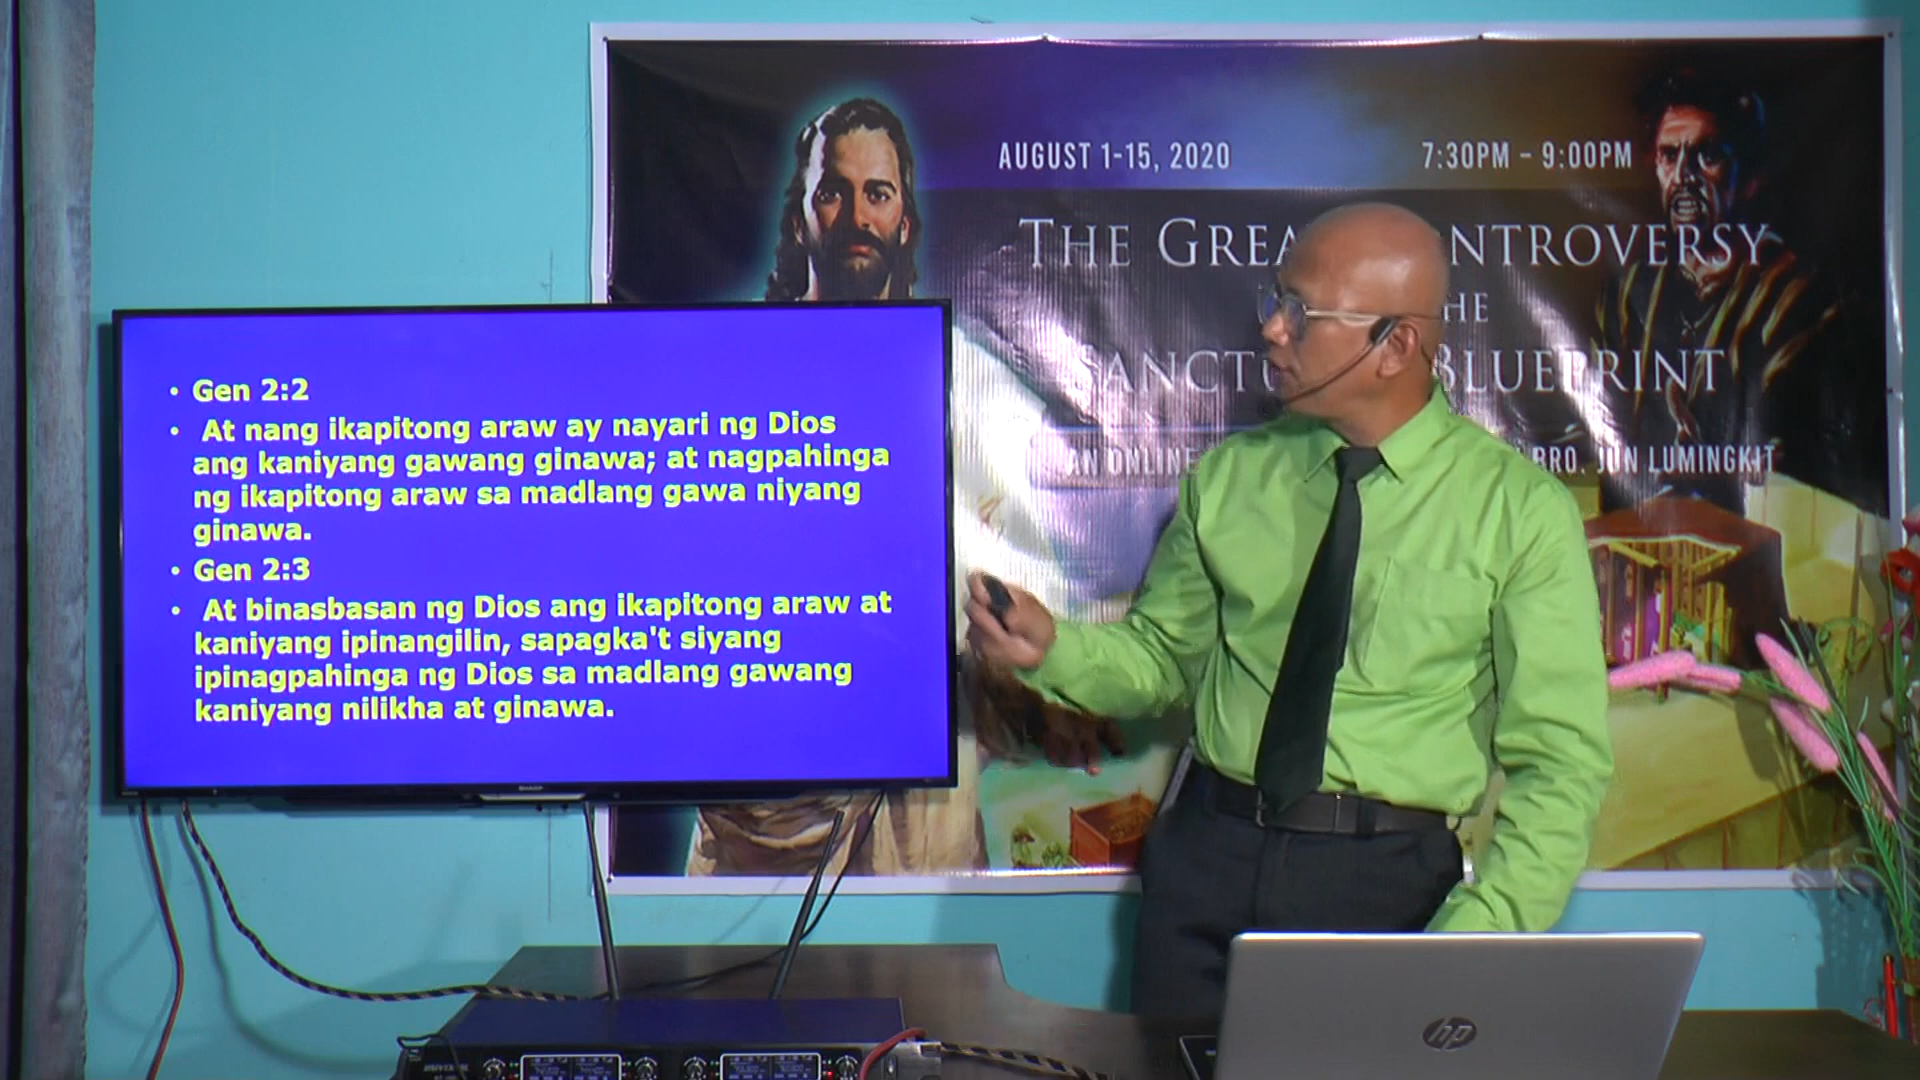 AUGUST 1-15, 2020
7:30PM - 9:00PM
THE GREA NTROVERSY
HE
SANCTU BLUEPRINT
AN ONLINE BRO. JUN LUMINGKIT
• Gen 2:2
• At nang ikapitong araw ay nayari ng Dios
ang kaniyang gawang ginawa; at nagpahinga
ng ikapitong araw sa madlang gawa niyang
ginawa.
• Gen 2:3
• At binasbasan ng Dios ang ikapitong araw at
kaniyang ipinangilin, sapagka't siyang
ipinagpahinga ng Dios sa madlang gawang
kaniyang nilikha at ginawa.
SHARP
hp